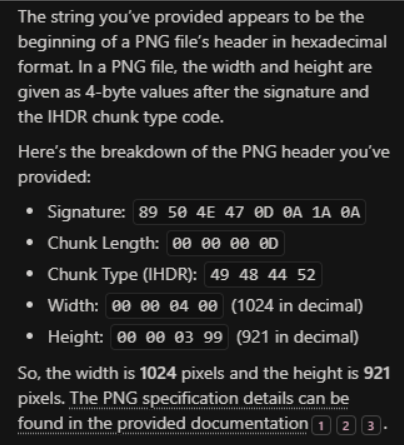 The string you've provided appears to be the
beginning of a PNG file's header in hexadecimal
format. In a PNG file, the width and height are
given as 4-byte values after the signature and
the IHDR chunk type code.
Here's the breakdown of the PNG header you've
provided:
• Signature: 89 50 4E 47 0D 0A 1A 0A
• Chunk Length: 00 00 00 0D
• Chunk Type (IHDR): 49 48 44 52
• Width: 00 00 04 00 (1024 in decimal)
• Height: 00 00 03 99 (921 in decimal)
So, the width is 1024 pixels and the height is 921
pixels. The PNG specification details can be
found in the provided documentation 1 2 3.